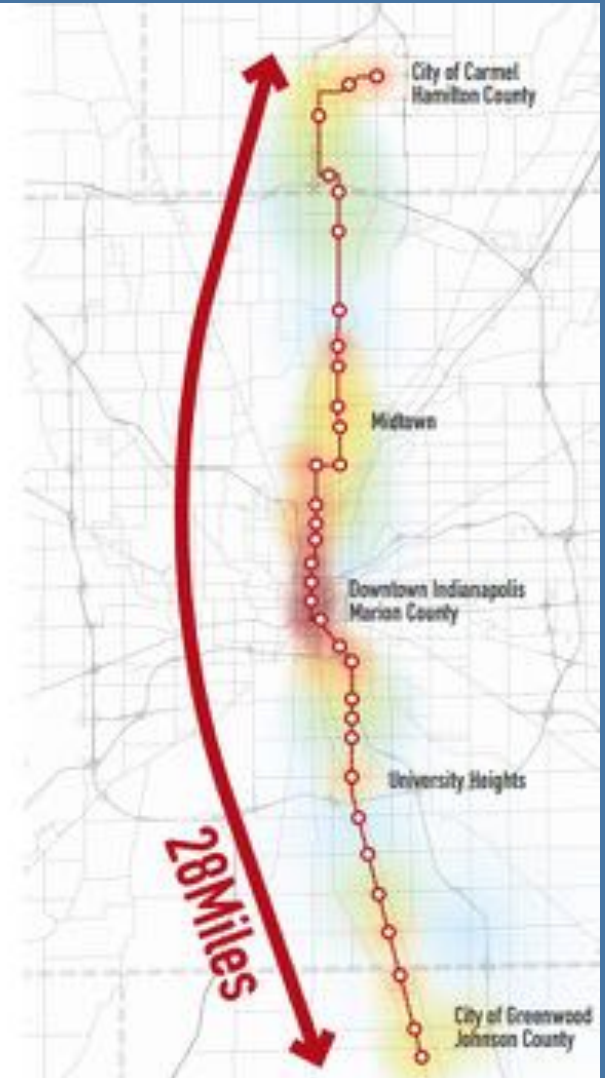 City of Carmel
Hamilton County
Midtown
Downtown Indianapolis
Marion County
University Heights
28Miles
City of Greenwood
Johnson County